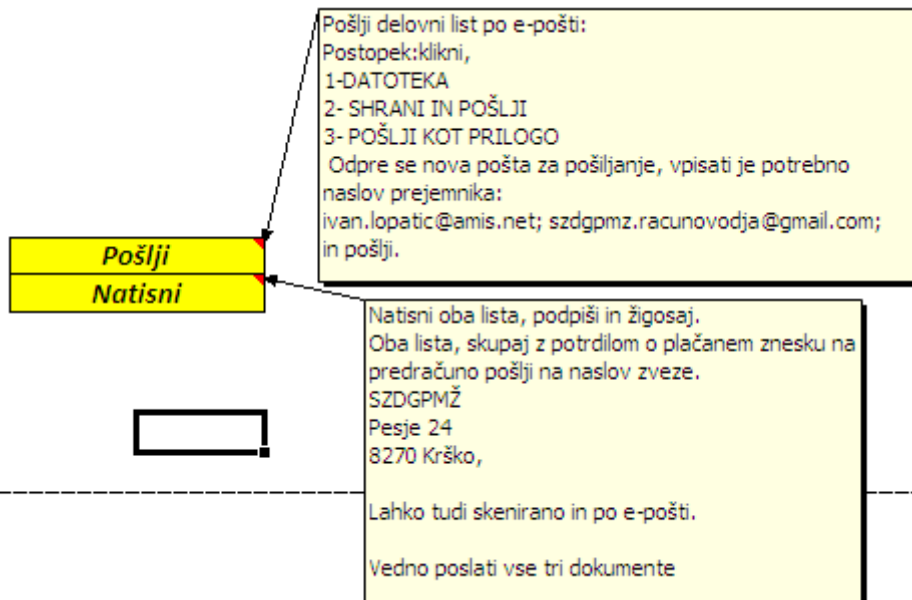 Pošlji delovni list po e-pošti:
Postopek:klikni,
1-DATOTEKA
2- SHRANI IN POŠLJI
3- POŠLJI KOT PRILOGO
Odpre se nova pošta za pošiljanje, vpisati je potrebno
naslov prejemnika:
ivan.lopatic@amis.net; szdgpmz.racunovodja@gmail.com;
in pošlji.
Pošlji
Natisni
Natisni oba lista, podpiši in žigosaj.
Oba lista, skupaj z potrdilom o plačanem znesku na
predračuno pošlji na naslov zveze.
SZDGPMŽ
Pesje 24
8270 Krško,
Lahko tudi skenirano in po e-pošti.
Vedno poslati vse tri dokumente